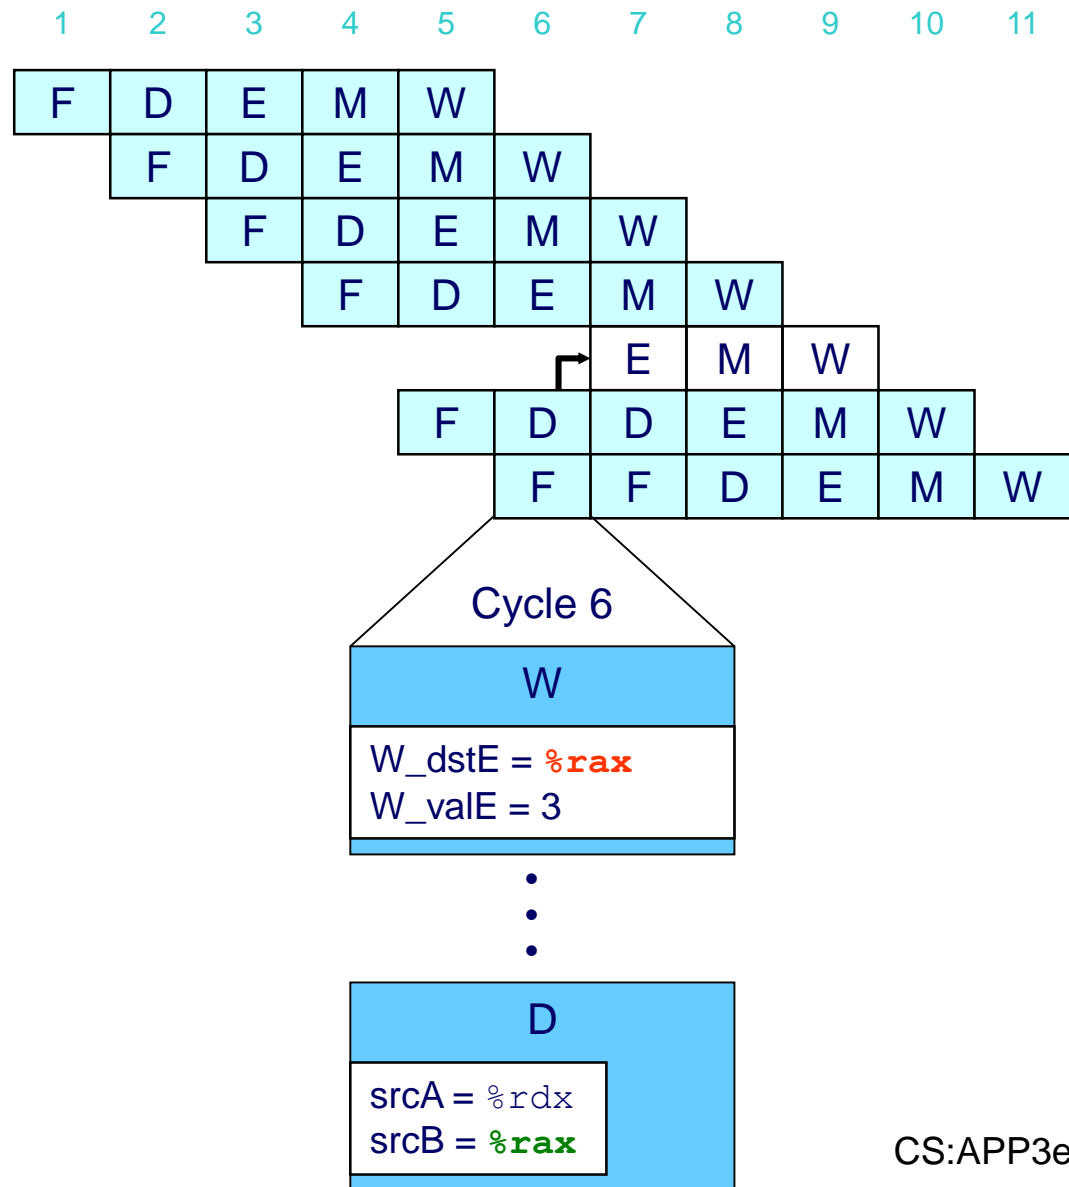 1 2 3 4 5 6 7 8 9 10 11
F D E M W
F D E M W
F D E M W
F D E M W
E M W
F D D E M W
F F D E M W
Cycle 6
W
W_dstE = %rax
W_valE = 3
•
•
•
D
srcA = %rdx
srcB = %rax
CS:APP3e